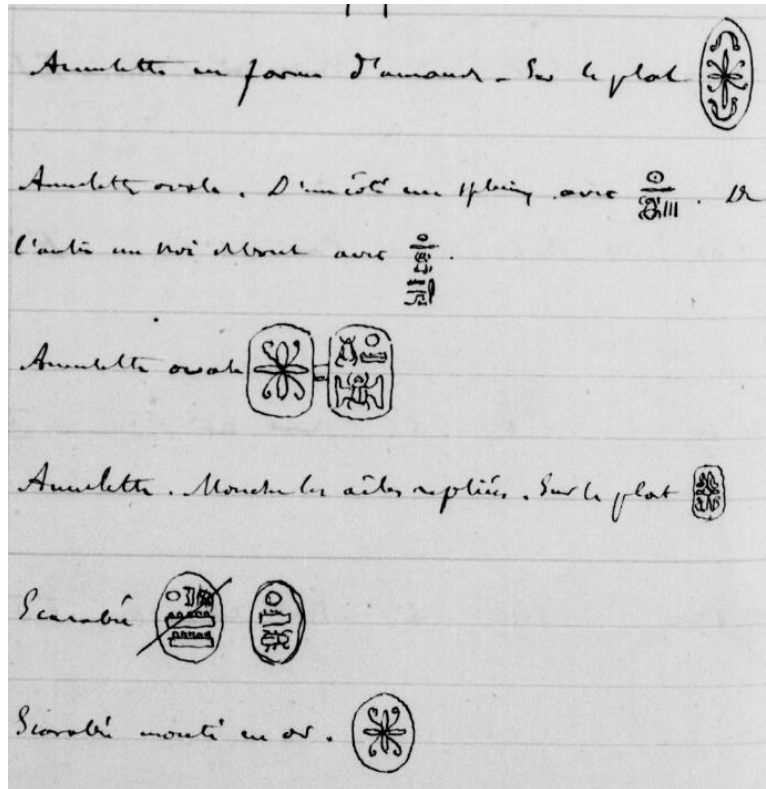 Amulette en forme d'amande - Sur le plat
Amulette ovale. D'un côté un sphinx avec . De
l'autre un roi debout avec .
Amulette ovale
Amulette. Mouche les ailes repliées. Sur le plat
Scarabée
Scarabée monté en or.